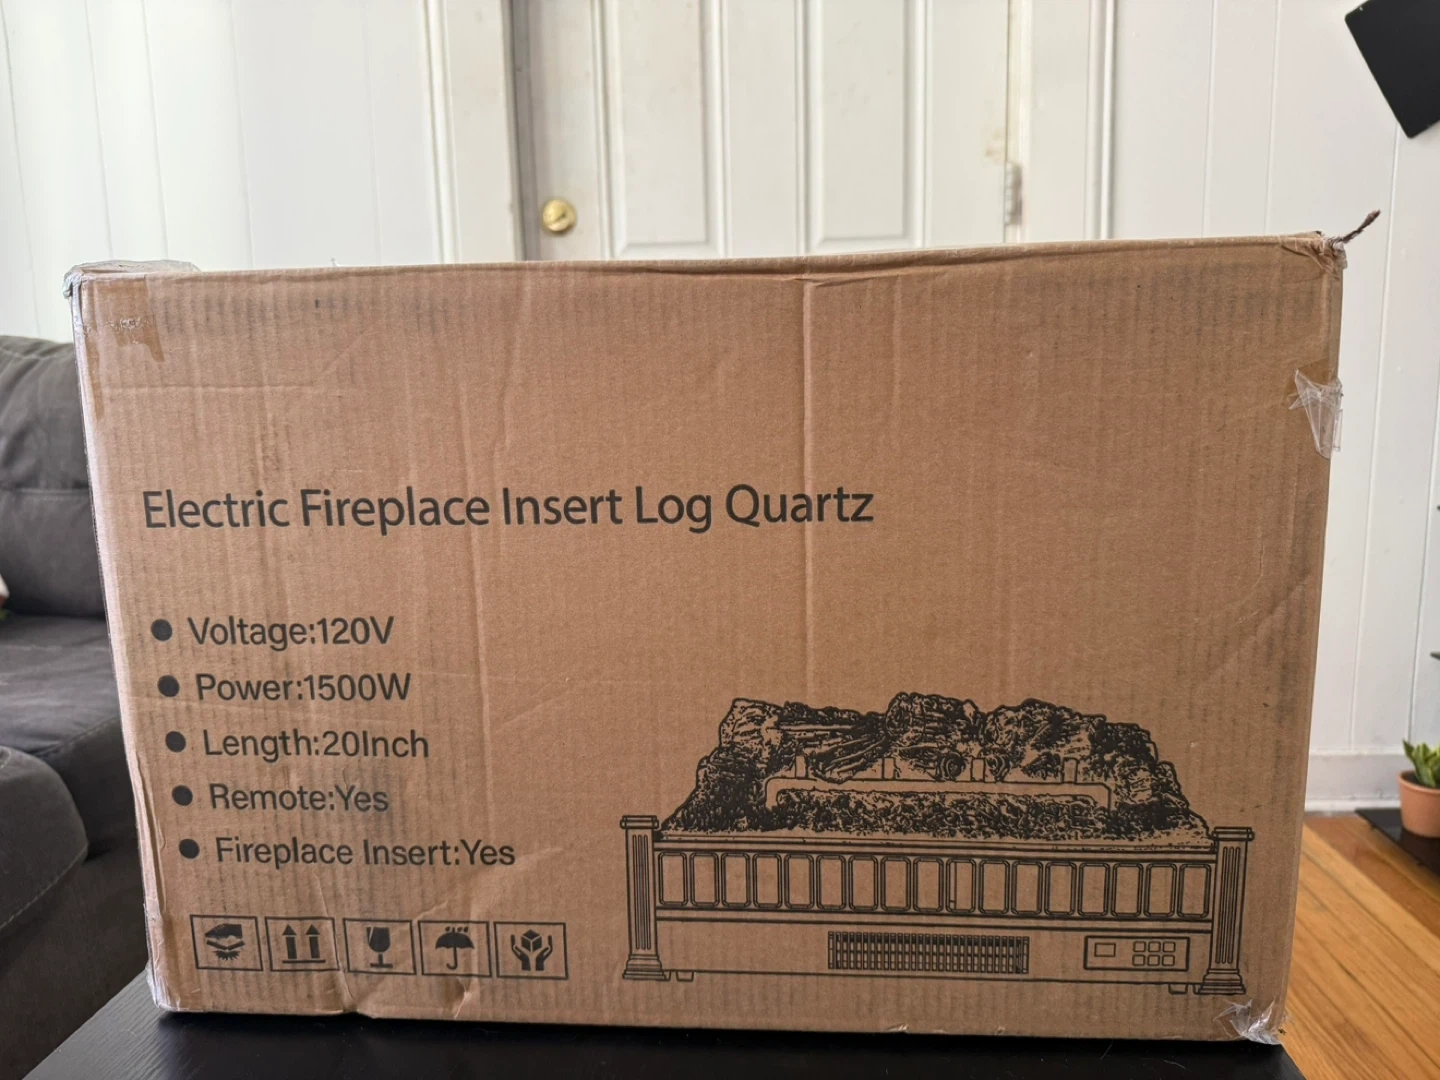 Electric Fireplace Insert Log Quartz
● Voltage:120V
● Power:1500W
● Length:20Inch
● Remote:Yes
● Fireplace Insert:Yes